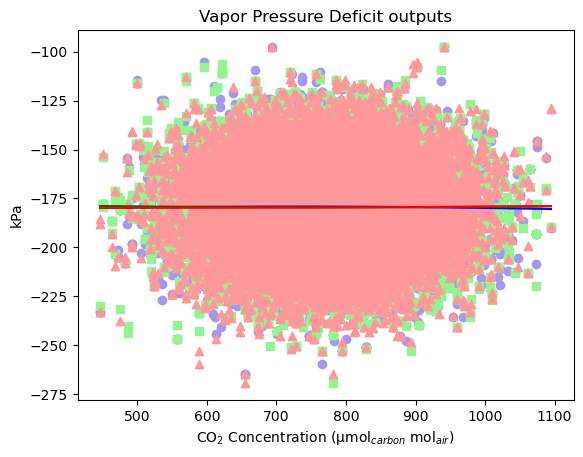 Vapor Pressure Deficit outputs
−100
−125
−150
−175
−200
−225
−250
−275
kPa
500 600 700 800 900 1000 1100
CO₂ Concentration (μmol_carbon mol_air)